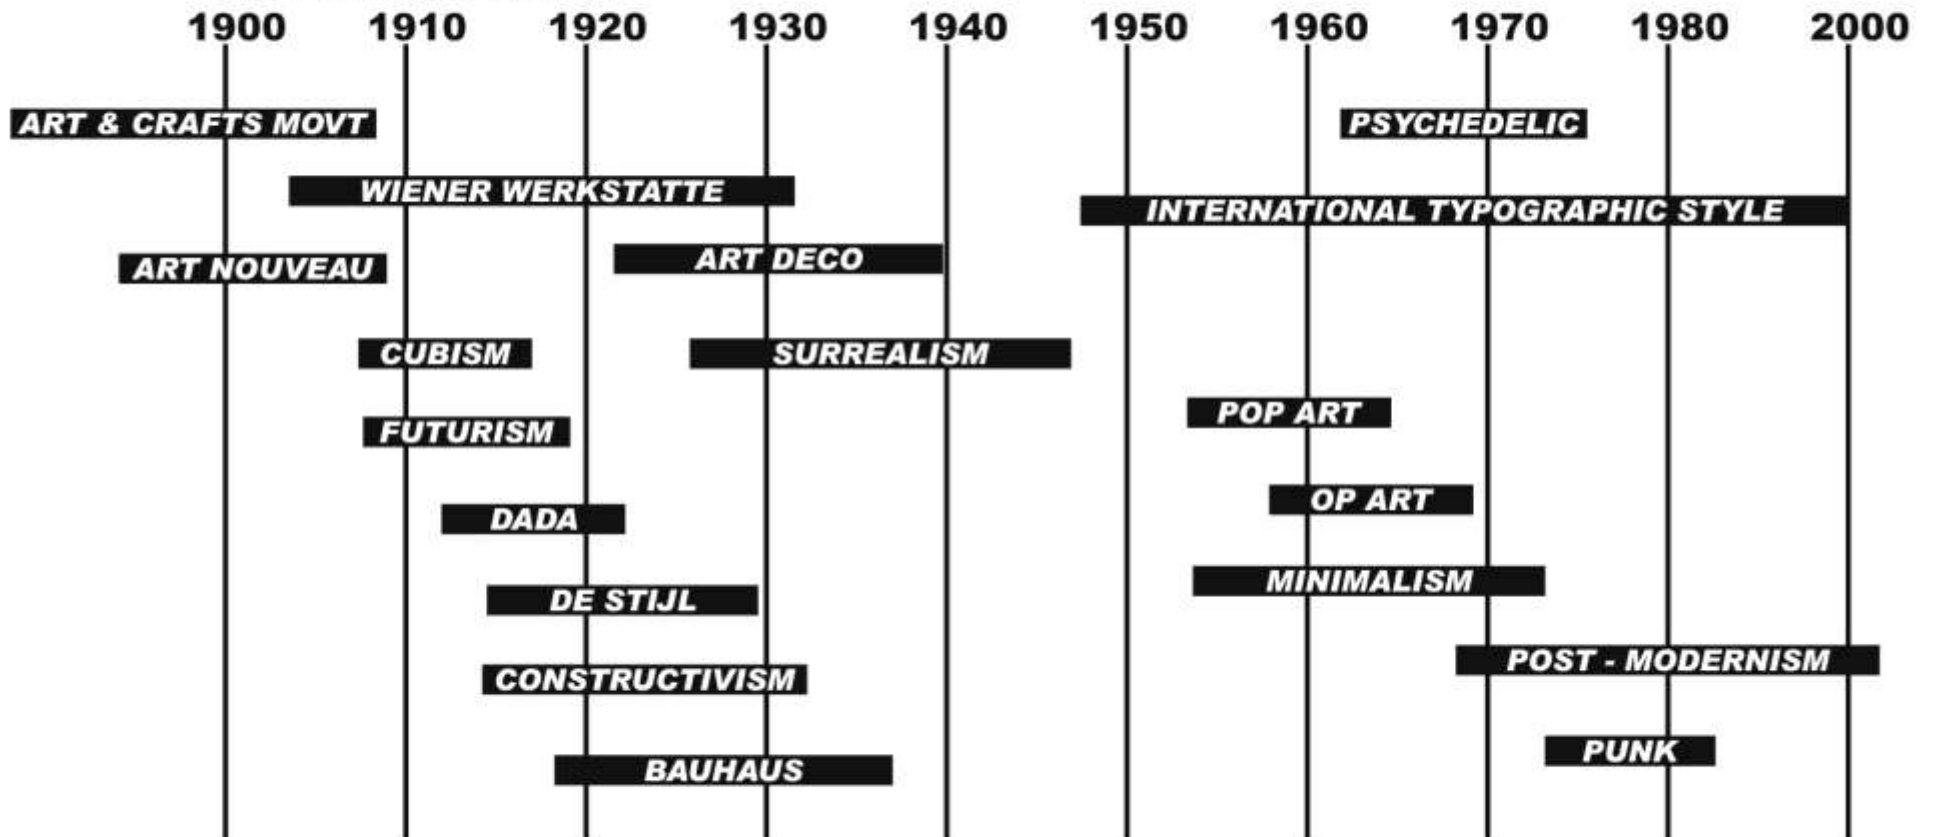 1900 1910 1920 1930 1940 1950 1960 1970 1980 2000
ART & CRAFTS MOVT
PSYCHEDELIC
WIENER WERKSTATTE
INTERNATIONAL TYPOGRAPHIC STYLE
ART NOUVEAU
ART DECO
CUBISM
SURREALISM
POP ART
FUTURISM
OP ART
DADA
MINIMALISM
DE STIJL
POST - MODERNISM
CONSTRUCTIVISM
PUNK
BAUHAUS